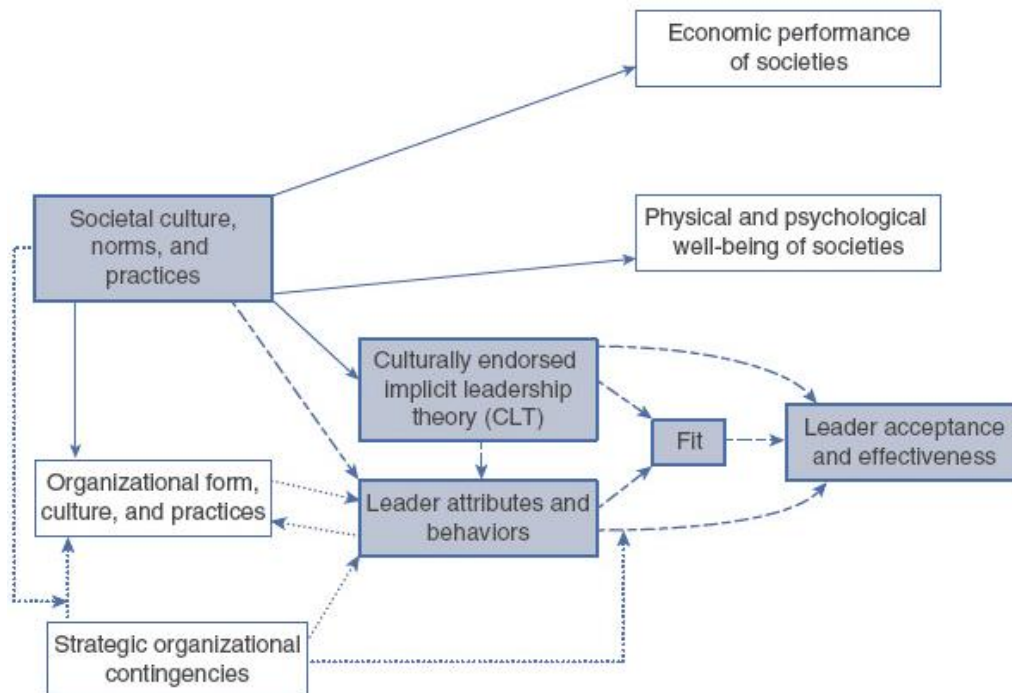 Economic performance
of societies
Societal culture,
norms, and
practices
Physical and psychological
well-being of societies
Culturally endorsed
implicit leadership
theory (CLT)
Fit
Leader acceptance
and effectiveness
Organizational form,
culture, and practices
Leader attributes and
behaviors
Strategic organizational
contingencies